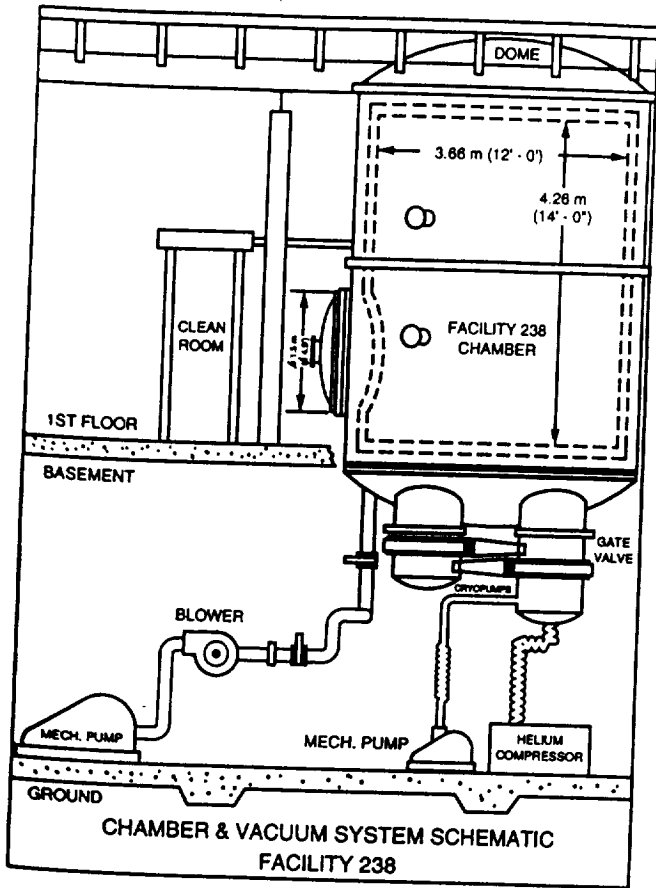 DOME
3.66 m (12' - 0')
4.26 m
(14' - 0")
CLEAN
ROOM
FACILITY 238
CHAMBER
1ST FLOOR
BASEMENT
GATE
VALVE
CRYOPUMPS
BLOWER
MECH. PUMP
MECH. PUMP
HELIUM
COMPRESSOR
GROUND
CHAMBER & VACUUM SYSTEM SCHEMATIC
FACILITY 238